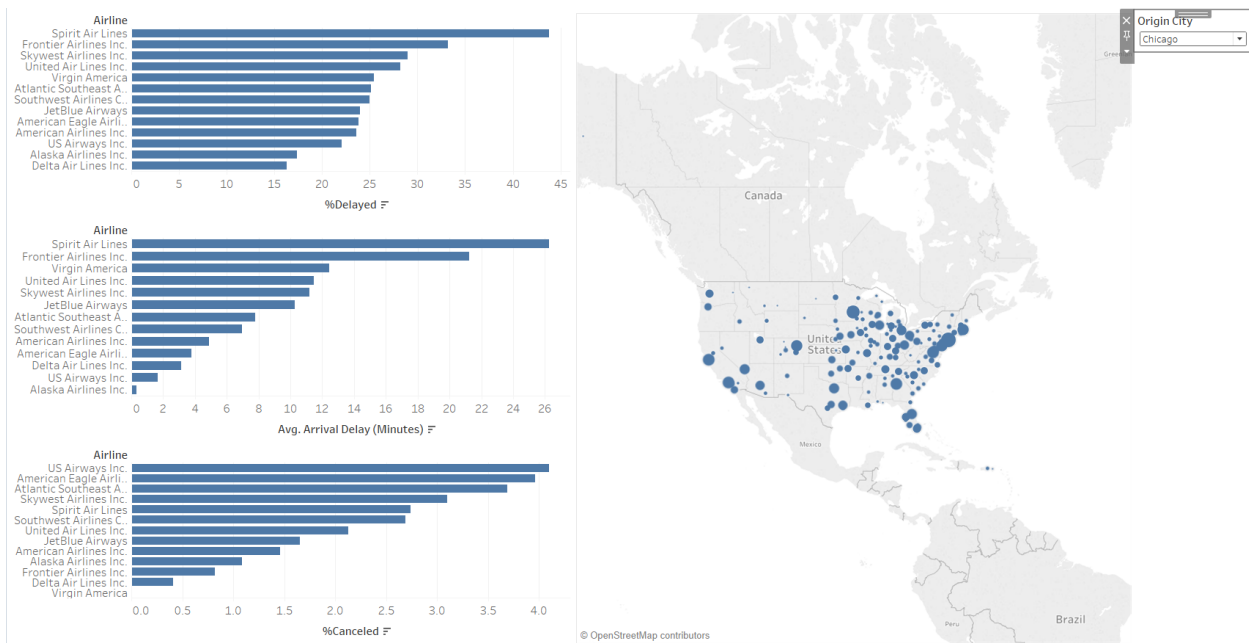 Airline
Spirit Air Lines
Frontier Airlines Inc.
Skywest Airlines Inc.
United Air Lines Inc.
Virgin America
Atlantic Southeast A..
Southwest Airlines C..
JetBlue Airways
American Eagle Airli..
American Airlines Inc.
US Airways Inc.
Alaska Airlines Inc.
Delta Air Lines Inc.
0 5 10 15 20 25 30 35 40 45
%Delayed
Airline
Spirit Air Lines
Frontier Airlines Inc.
Virgin America
United Air Lines Inc.
Skywest Airlines Inc.
JetBlue Airways
Atlantic Southeast A..
Southwest Airlines C..
American Airlines Inc.
American Eagle Airli..
Delta Air Lines Inc.
US Airways Inc.
Alaska Airlines Inc.
0 2 4 6 8 10 12 14 16 18 20 22 24 26
Avg. Arrival Delay (Minutes)
Airline
US Airways Inc.
American Eagle Airli..
Atlantic Southeast A..
Skywest Airlines Inc.
Spirit Air Lines
Southwest Airlines C..
United Air Lines Inc.
JetBlue Airways
American Airlines Inc.
Alaska Airlines Inc.
Frontier Airlines Inc.
Delta Air Lines Inc.
Virgin America
0.0 0.5 1.0 1.5 2.0 2.5 3.0 3.5 4.0
%Canceled
Canada
United
States
Mexico
Peru
Brazil
© OpenStreetMap contributors
Origin City
Chicago